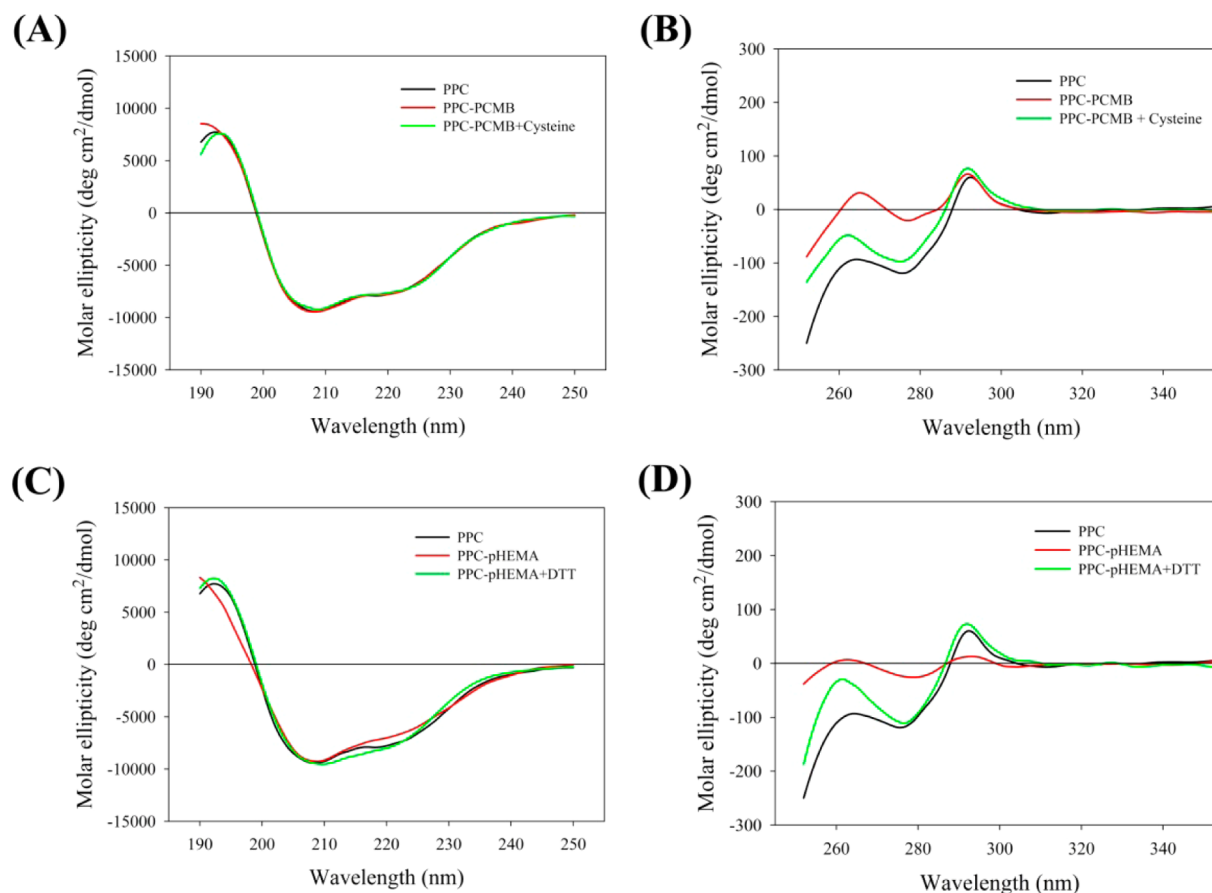 (A)
15000
10000
5000
0
-5000
-10000
-15000
Molar ellipticity (deg cm²/dmol)
PPC
PPC-PCMB
PPC-PCMB+Cysteine
190 200 210 220 230 240 250
Wavelength (nm)
(B)
300
200
100
0
-100
-200
-300
Molar ellipticity (deg cm²/dmol)
PPC
PPC-PCMB
PPC-PCMB + Cysteine
260 280 300 320 340
Wavelength (nm)
(C)
15000
10000
5000
0
-5000
-10000
-15000
Molar ellipticity (deg cm²/dmol)
PPC
PPC-pHEMA
PPC-pHEMA+DTT
190 200 210 220 230 240 250
Wavelength (nm)
(D)
300
200
100
0
-100
-200
-300
Molar ellipticity (deg cm²/dmol)
PPC
PPC-pHEMA
PPC-pHEMA+DTT
260 280 300 320 340
Wavelength (nm)